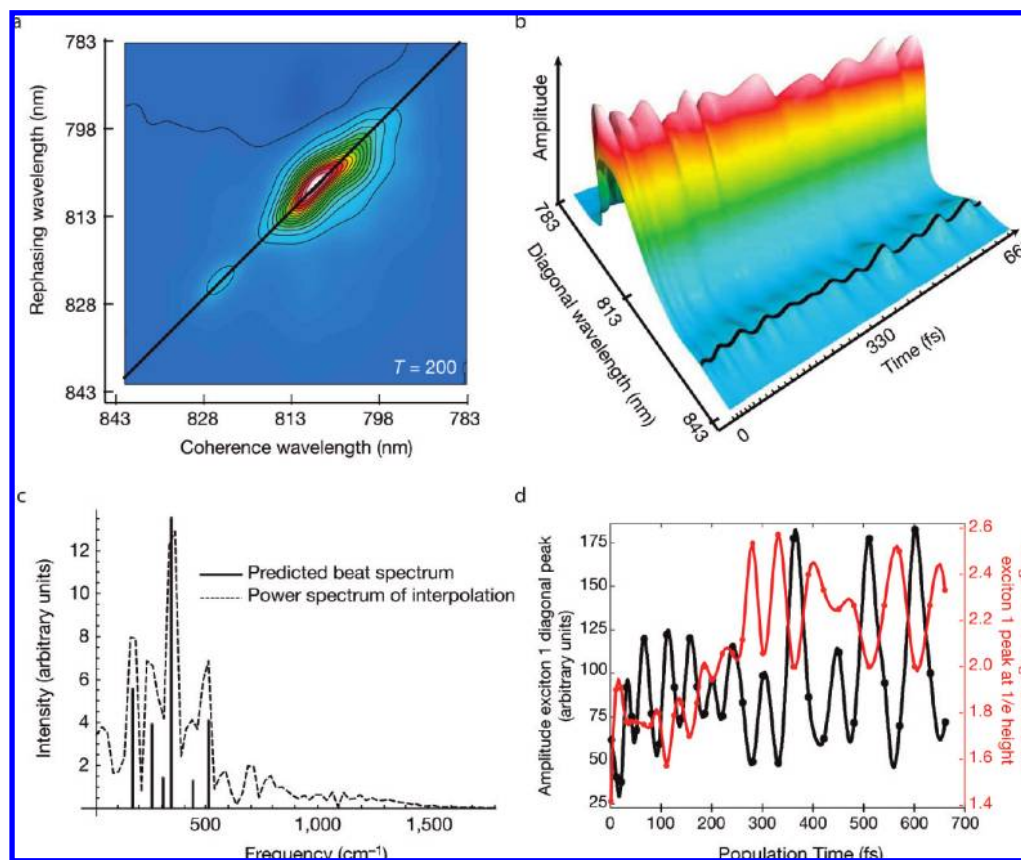 a
783
798
813
828
843
Rephasing wavelength (nm)
T = 200
843 828 813 798 783
Coherence wavelength (nm)
b
Amplitude
783
813
843
Diagonal wavelength (nm)
0
330
66
Time (fs)
c
12
10
8
6
4
2
Intensity (arbitrary units)
Predicted beat spectrum
Power spectrum of interpolation
500 1,000 1,500
Frequency (cm⁻¹)
d
175
150
125
100
75
50
25
Amplitude exciton 1 diagonal peak
(arbitrary units)
2.6
2.4
2.2
2.0
1.8
1.6
1.4
exciton 1 peak at 1/e height
0 100 200 300 400 500 600 700
Population Time (fs)